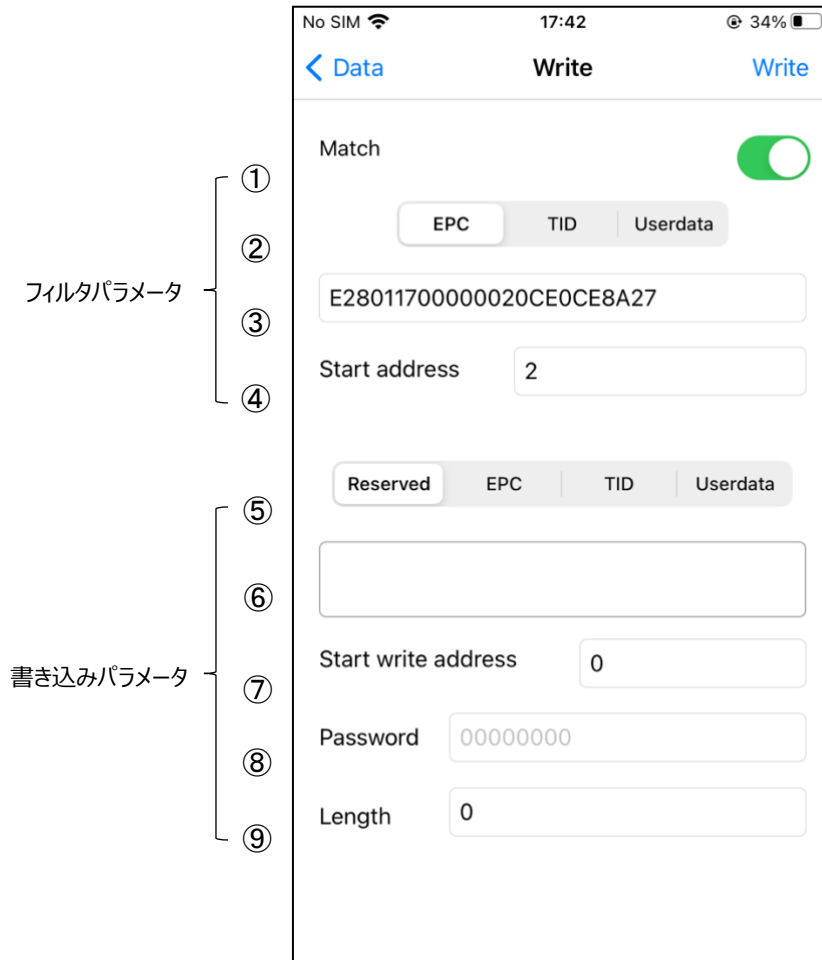 No SIM 17:42 34%
Data Write Write
Match
①
EPC TID Userdata
②
フィルタパラメータ
E28011700000020CE0CE8A27
③
Start address 2
④
Reserved EPC TID Userdata
⑤
⑥
Start write address 0
書き込みパラメータ
⑦
Password 00000000
⑧
Length 0
⑨